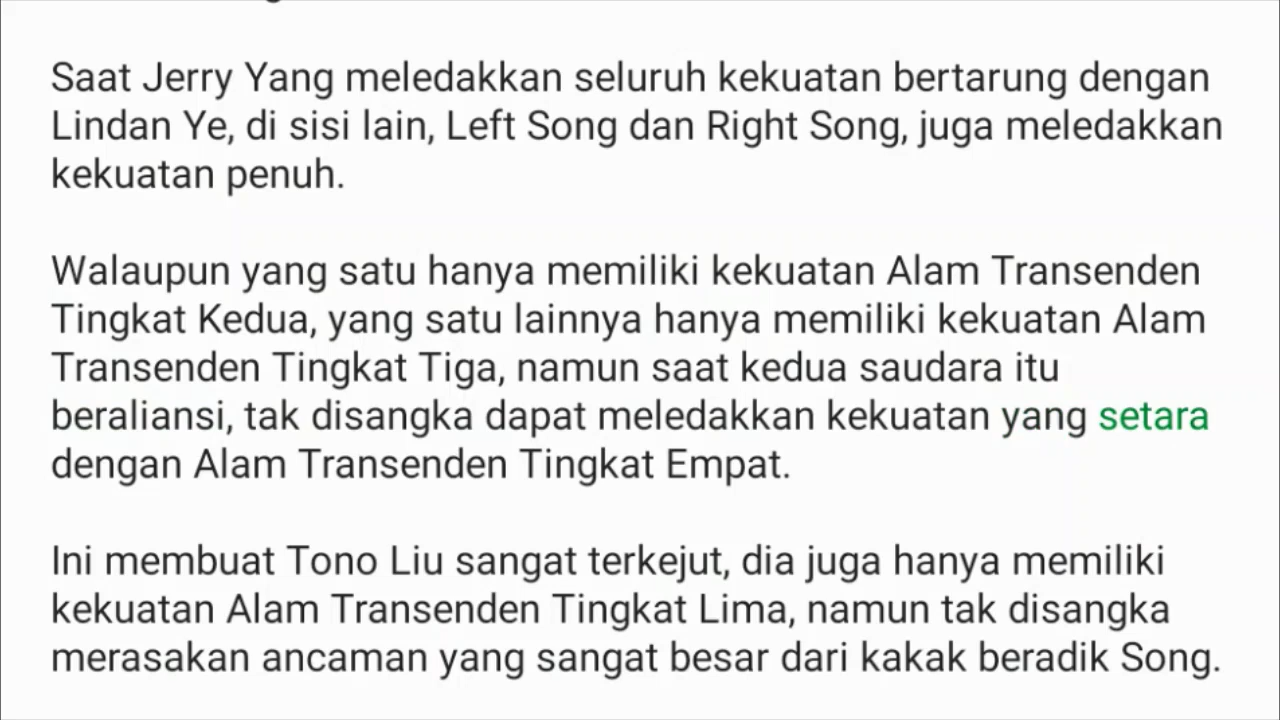 Saat Jerry Yang meledakkan seluruh kekuatan bertarung dengan
Lindan Ye, di sisi lain, Left Song dan Right Song, juga meledakkan
kekuatan penuh.
Walaupun yang satu hanya memiliki kekuatan Alam Transenden
Tingkat Kedua, yang satu lainnya hanya memiliki kekuatan Alam
Transenden Tingkat Tiga, namun saat kedua saudara itu
beraliansi, tak disangka dapat meledakkan kekuatan yang setara
dengan Alam Transenden Tingkat Empat.
Ini membuat Tono Liu sangat terkejut, dia juga hanya memiliki
kekuatan Alam Transenden Tingkat Lima, namun tak disangka
merasakan ancaman yang sangat besar dari kakak beradik Song.